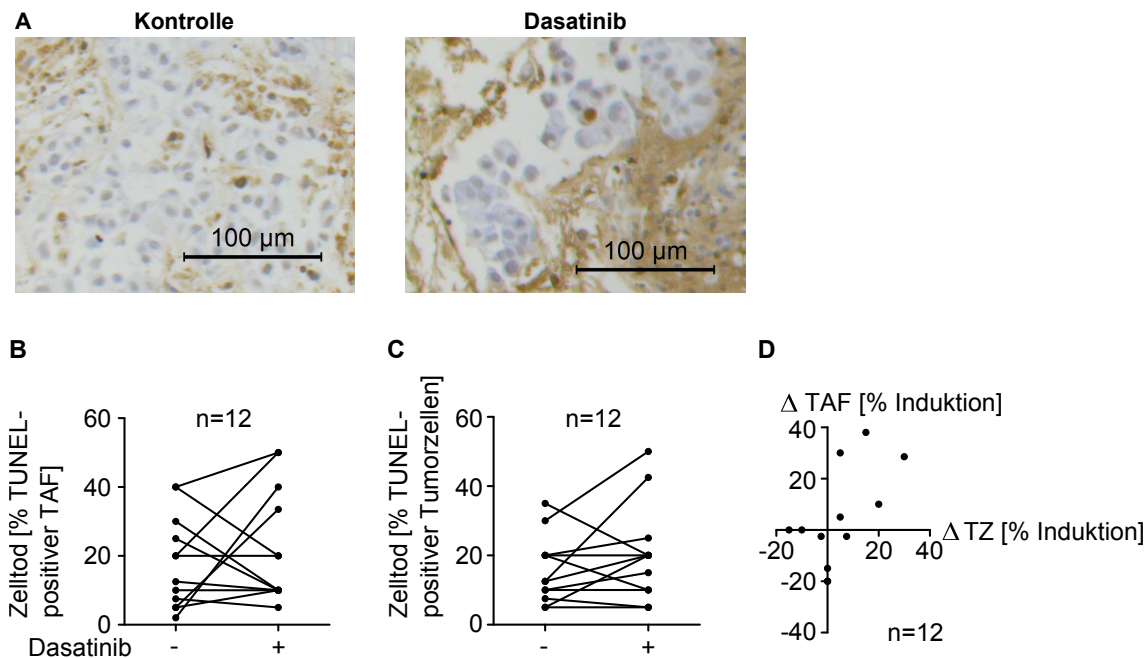 A
Kontrolle
Dasatinib
100 µm
100 µm
B
Zelltod [% TUNEL-
positiver TAF]
60
40
20
0
n=12
Dasatinib
-
+
C
Zelltod [% TUNEL-
positiver Tumorzellen]
60
40
20
0
n=12
-
+
D
Δ TAF [% Induktion]
40
20
-20
-40
-20
20
40
Δ TZ [% Induktion]
n=12